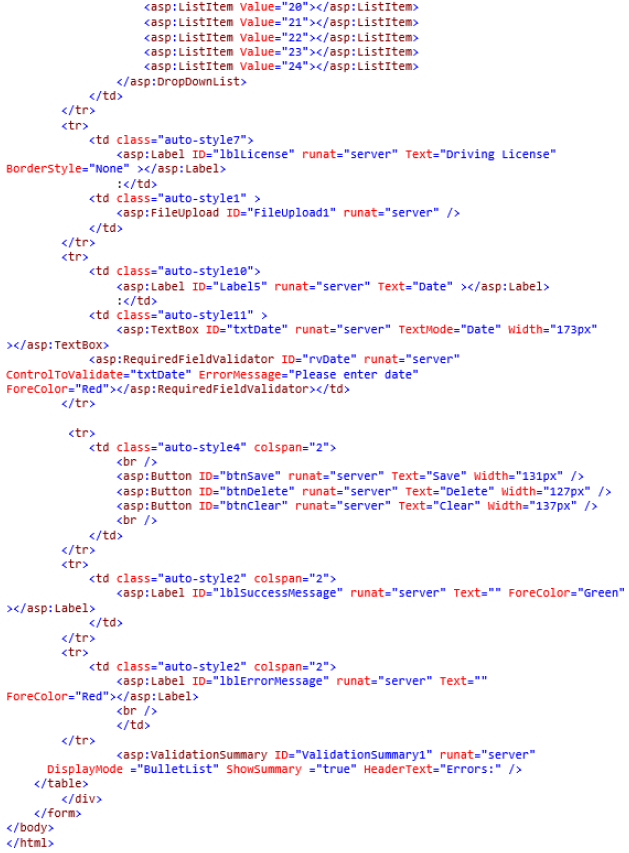 <asp:ListItem Value="20"></asp:ListItem>
<asp:ListItem Value="21"></asp:ListItem>
<asp:ListItem Value="22"></asp:ListItem>
<asp:ListItem Value="23"></asp:ListItem>
<asp:ListItem Value="24"></asp:ListItem>
</asp:DropDownList>
</td>
</tr>
<tr>
<td class="auto-style7">
<asp:Label ID="lblLicense" runat="server" Text="Driving License"
BorderStyle="None" ></asp:Label>
:</td>
<td class="auto-style1" >
<asp:FileUpload ID="FileUpload1" runat="server" />
</td>
</tr>
<tr>
<td class="auto-style10">
<asp:Label ID="Label5" runat="server" Text="Date" ></asp:Label>
:</td>
<td class="auto-style11" >
<asp:TextBox ID="txtDate" runat="server" TextMode="Date" Width="173px"
></asp:TextBox>
<asp:RequiredFieldValidator ID="rvDate" runat="server"
ControlToValidate="txtDate" ErrorMessage="Please enter date"
ForeColor="Red"></asp:RequiredFieldValidator></td>
</tr>
<tr>
<td class="auto-style4" colspan="2">
<br />
<asp:Button ID="btnSave" runat="server" Text="Save" Width="131px" />
<asp:Button ID="btnDelete" runat="server" Text="Delete" Width="127px" />
<asp:Button ID="btnClear" runat="server" Text="Clear" Width="137px" />
<br />
</td>
</tr>
<tr>
<td class="auto-style2" colspan="2">
<asp:Label ID="lblSuccessMessage" runat="server" Text="" ForeColor="Green"
></asp:Label>
</td>
</tr>
<tr>
<td class="auto-style2" colspan="2">
<asp:Label ID="lblErrorMessage" runat="server" Text=""
ForeColor="Red"></asp:Label>
<br />
</td>
</tr>
<asp:ValidationSummary ID="ValidationSummary1" runat="server"
DisplayMode ="BulletList" ShowSummary ="true" HeaderText="Errors:" />
</table>
</div>
</form>
</body>
</html>